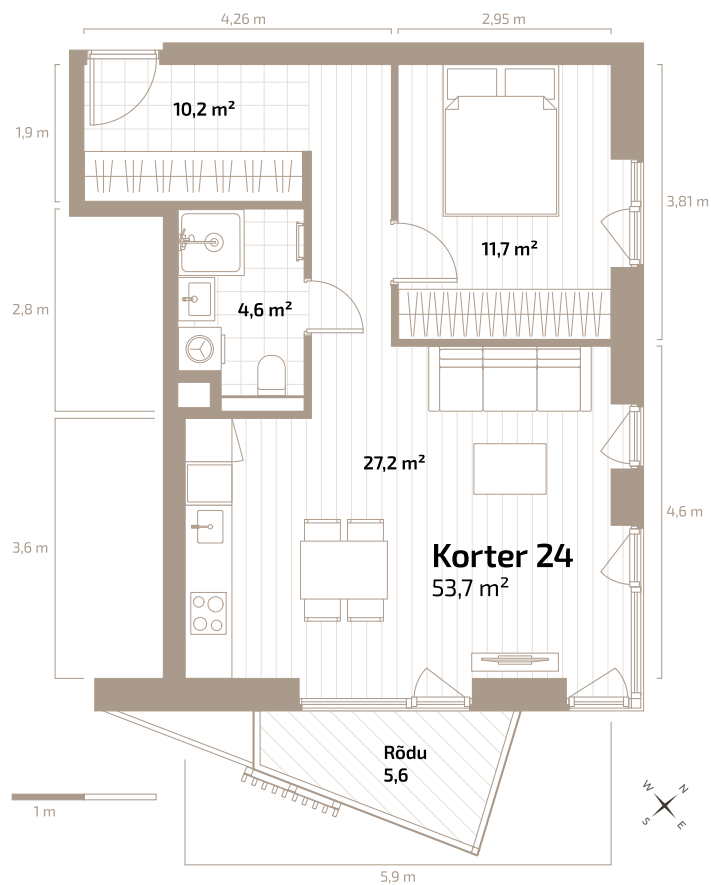 4,26 m
2,95 m
10,2 m²
1,9 m
3,81 m
11,7 m²
2,8 m
4,6 m²
27,2 m²
4,6 m
3,6 m
Korter 24
53,7 m²
Rõdu
5,6
W
N
S
E
1 m
5,9 m